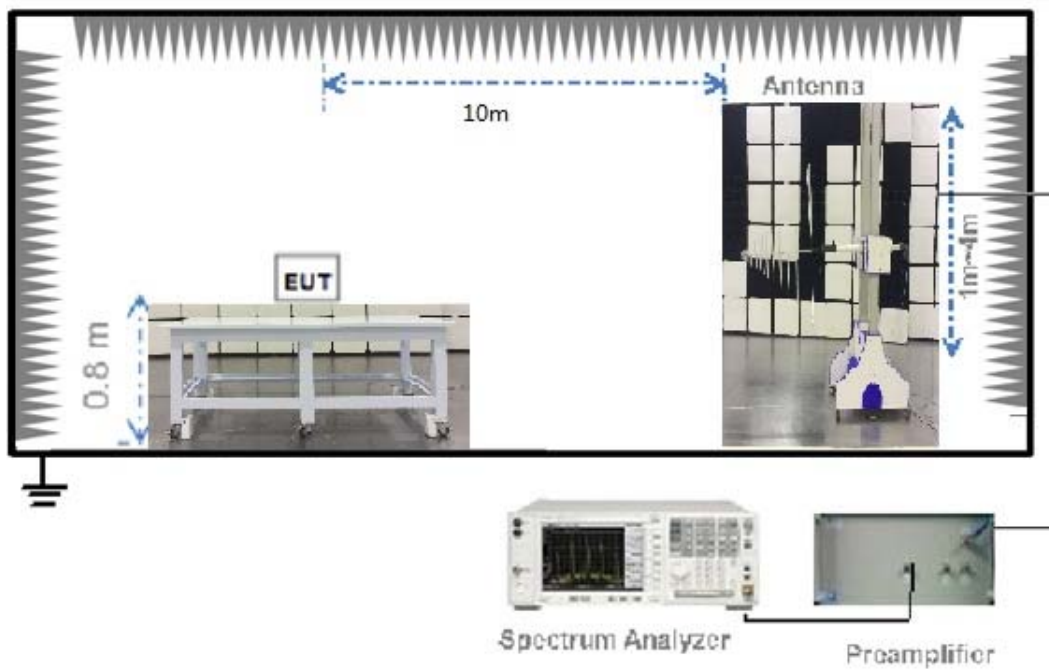 Antenna
10m
1m~4m
EUT
0.8 m
Spectrum Analyzer
Preamplifier